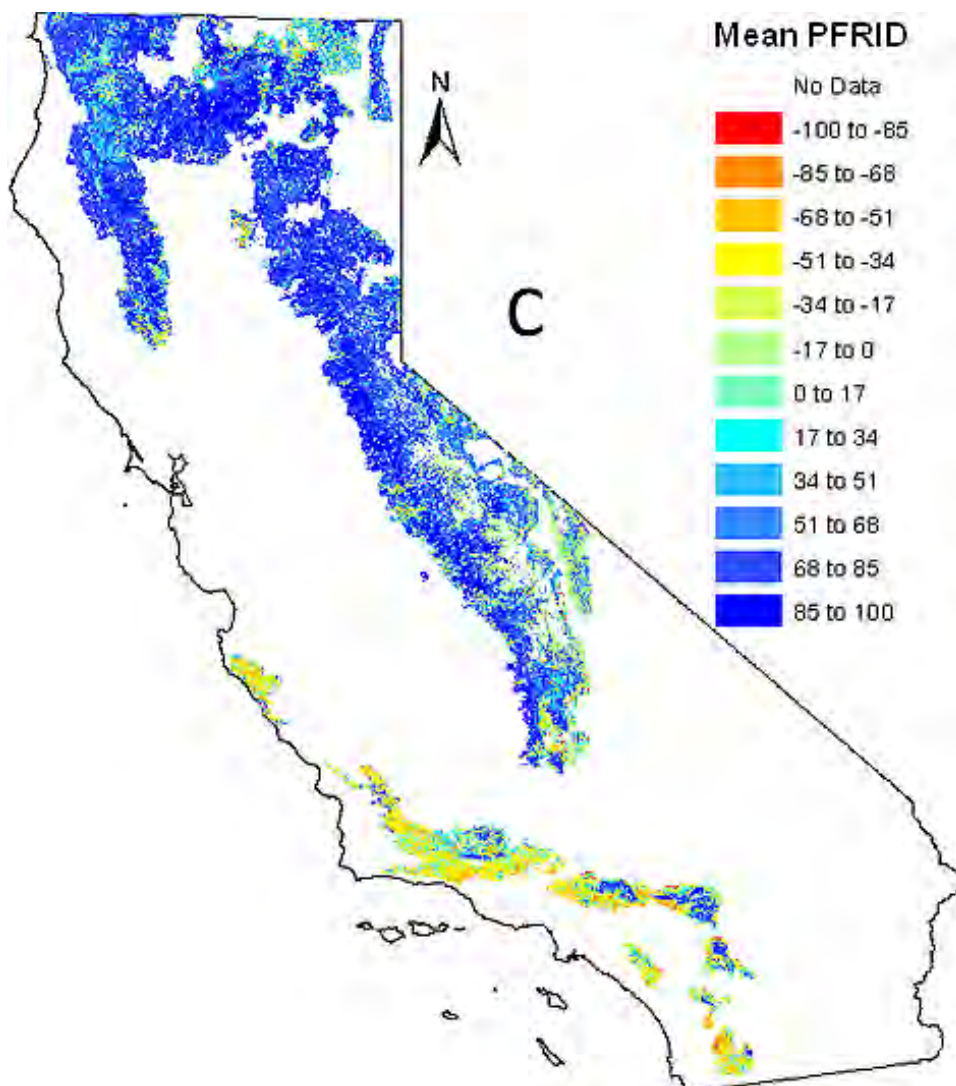 Mean PFRID
No Data
-100 to -85
-85 to -68
-68 to -51
-51 to -34
-34 to -17
-17 to 0
0 to 17
17 to 34
34 to 51
51 to 68
68 to 85
85 to 100
N
C